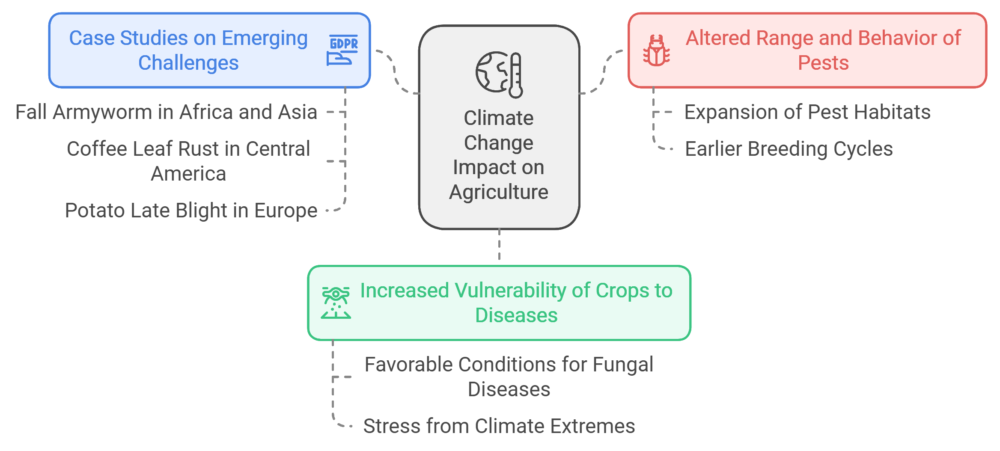 Case Studies on Emerging
Challenges
GDPR
Fall Armyworm in Africa and Asia
Coffee Leaf Rust in Central
America
Potato Late Blight in Europe
Climate
Change
Impact on
Agriculture
Altered Range and Behavior of
Pests
Expansion of Pest Habitats
Earlier Breeding Cycles
Increased Vulnerability of Crops to
Diseases
Favorable Conditions for Fungal
Diseases
Stress from Climate Extremes